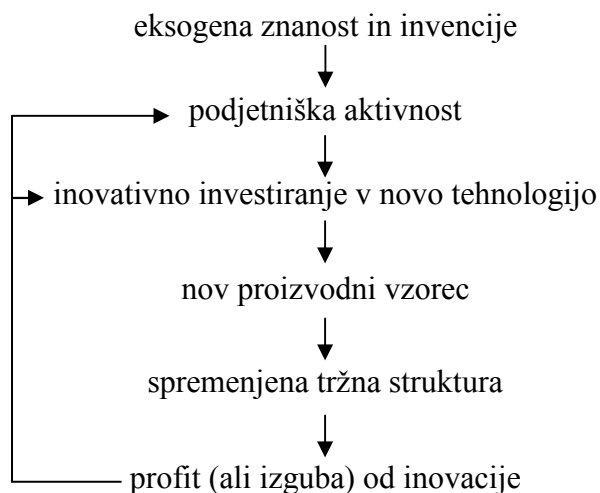 eksogena znanost in invencije
podjetniška aktivnost
inovativno investiranje v novo tehnologijo
nov proizvodni vzorec
spremenjena tržna struktura
profit (ali izguba) od inovacije